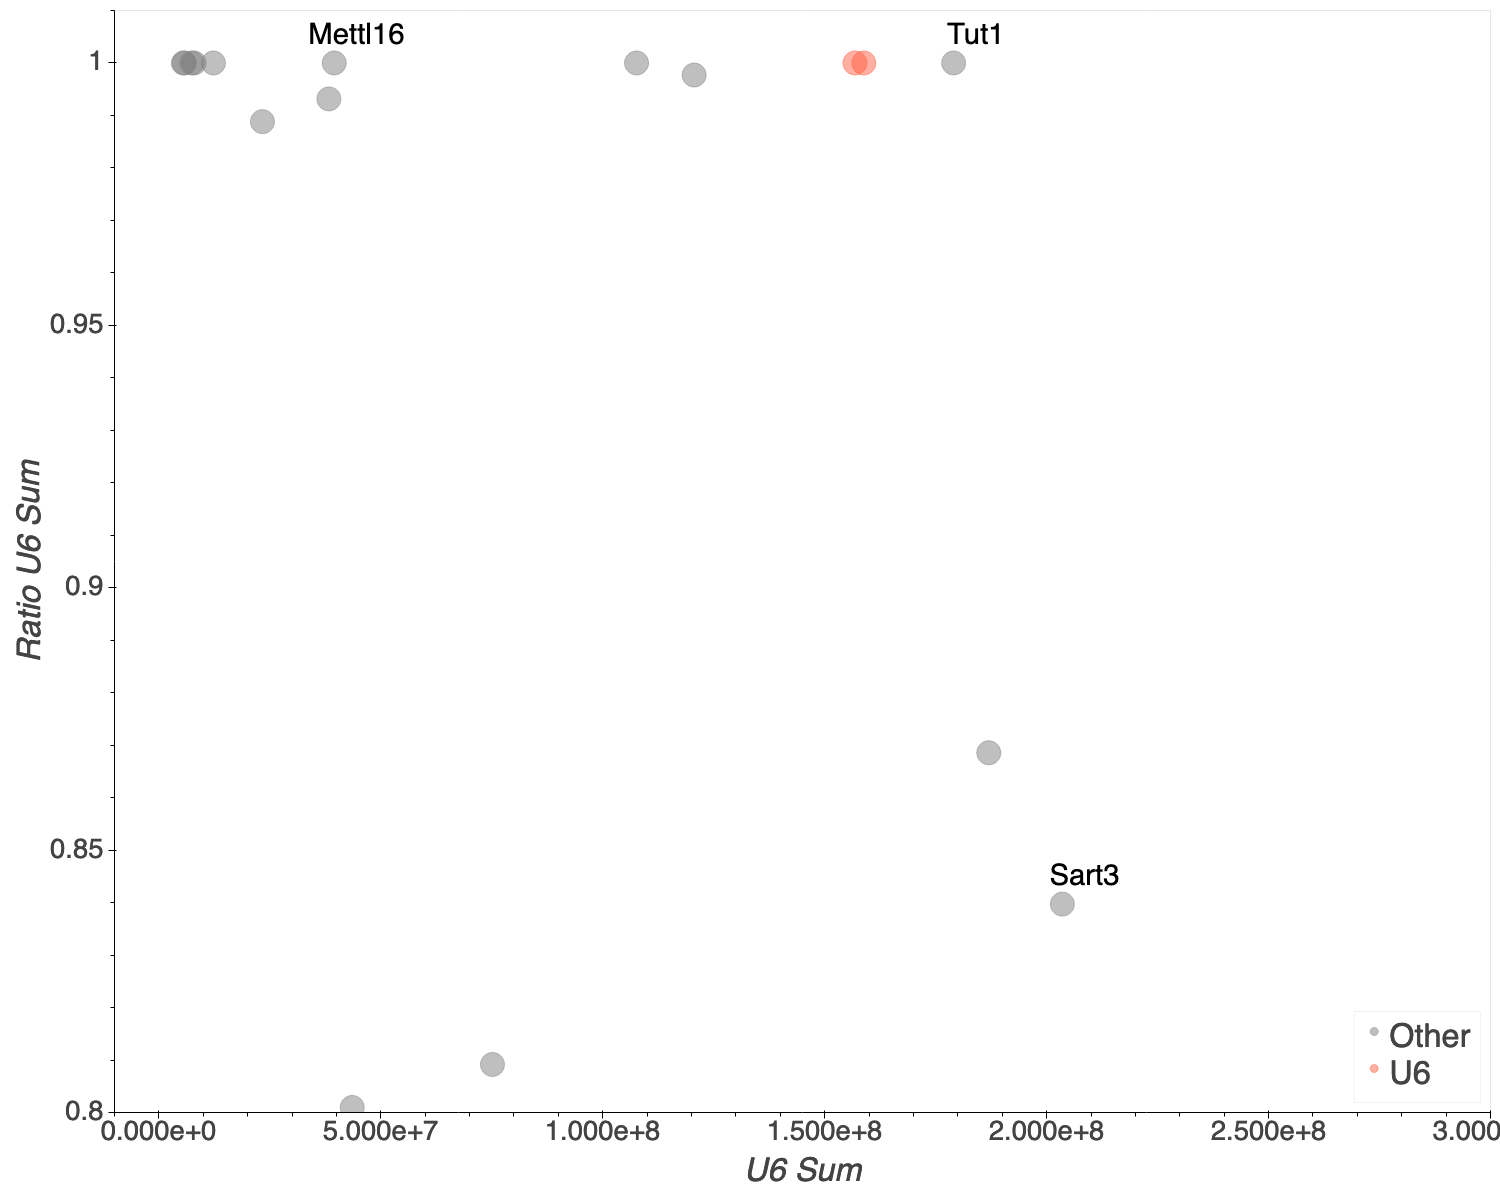 Mettl16
Tut1
1
0.95
0.9
0.85
0.8
Ratio U6 Sum
Sart3
Other
U6
0.000e+0
5.000e+7
1.000e+8
1.500e+8
2.000e+8
2.500e+8
3.000
U6 Sum